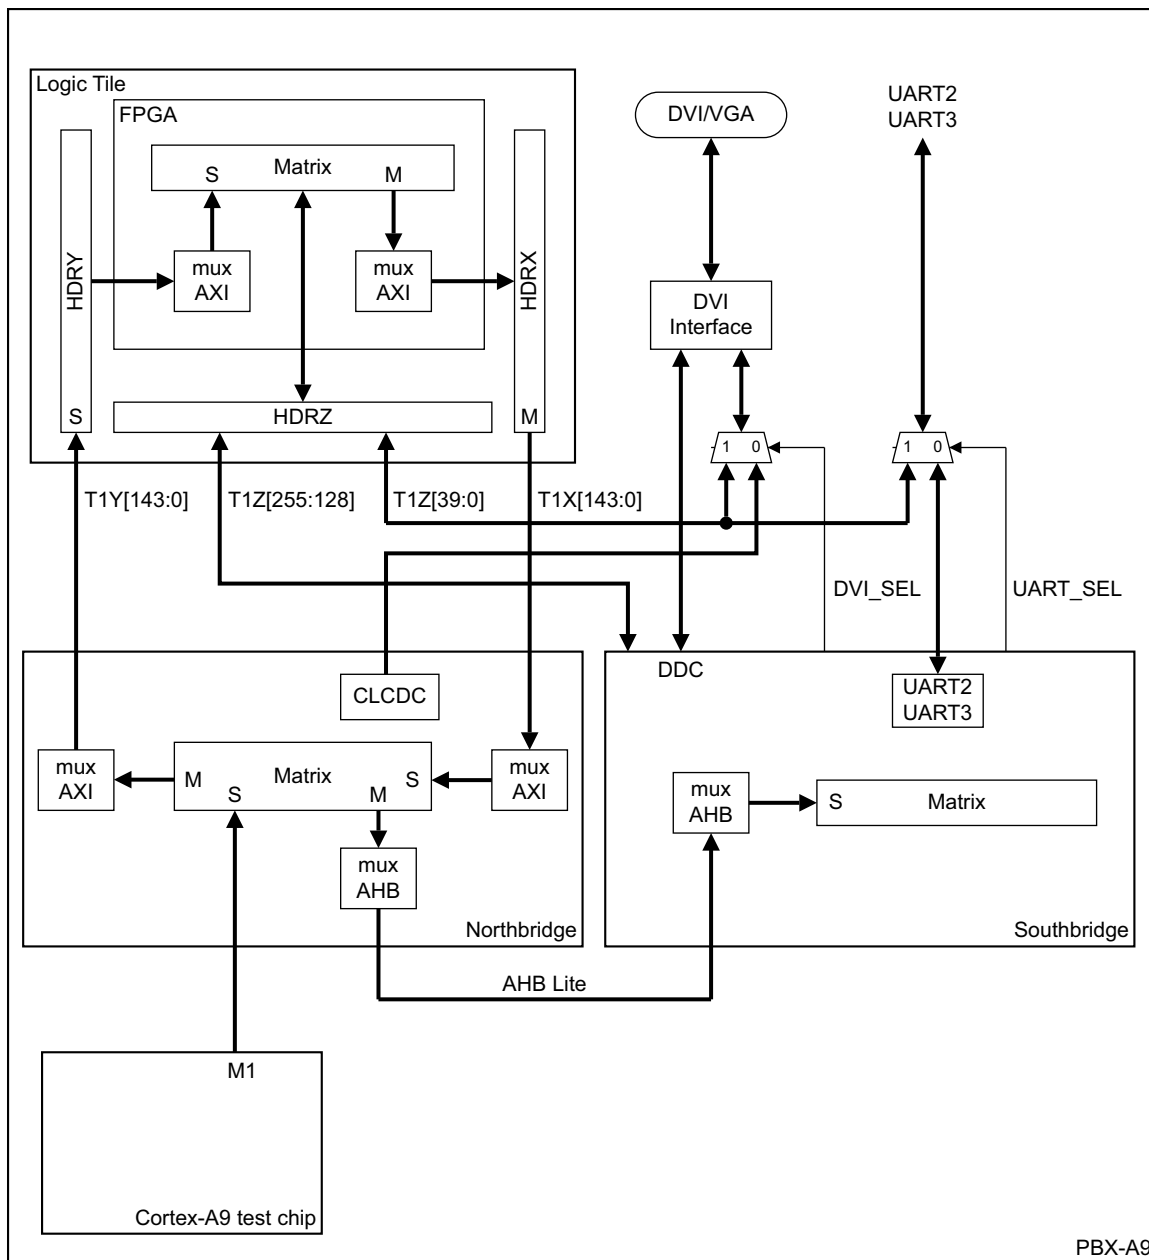 Logic Tile
FPGA
DVI/VGA
UART2
UART3
Matrix
S
M
HDRY
mux
AXI
mux
AXI
HDRX
DVI
Interface
S
HDRZ
M
1 0
1 0
T1Y[143:0]
T1Z[255:128]
T1Z[39:0]
T1X[143:0]
DVI_SEL
UART_SEL
DDC
CLCDC
UART2
UART3
mux
AXI
M
Matrix
S
S
M
mux
AXI
mux
AHB
S
Matrix
mux
AHB
Northbridge
Southbridge
AHB Lite
M1
Cortex-A9 test chip
PBX-A9